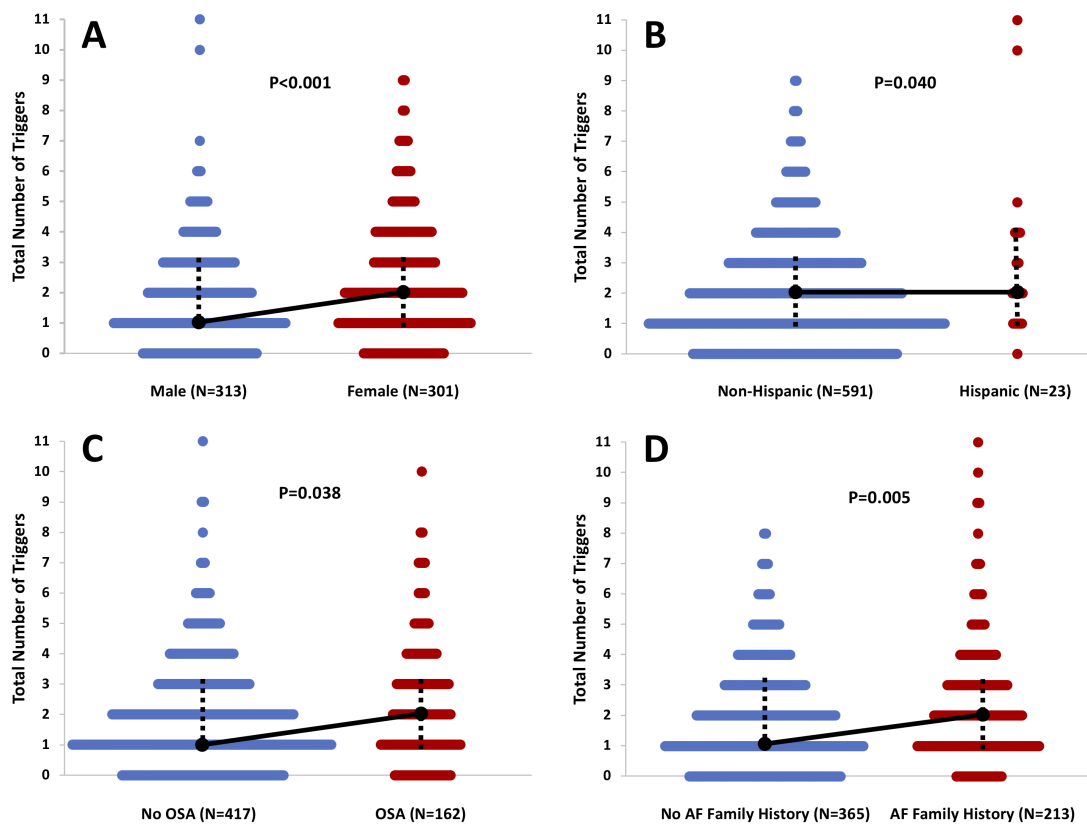 A
P<0.001
Total Number of Triggers
11
10
9
8
7
6
5
4
3
2
1
0
Male (N=313)
Female (N=301)
B
P=0.040
Total Number of Triggers
11
10
9
8
7
6
5
4
3
2
1
0
Non-Hispanic (N=591)
Hispanic (N=23)
C
P=0.038
Total Number of Triggers
11
10
9
8
7
6
5
4
3
2
1
0
No OSA (N=417)
OSA (N=162)
D
P=0.005
Total Number of Triggers
11
10
9
8
7
6
5
4
3
2
1
0
No AF Family History (N=365)
AF Family History (N=213)